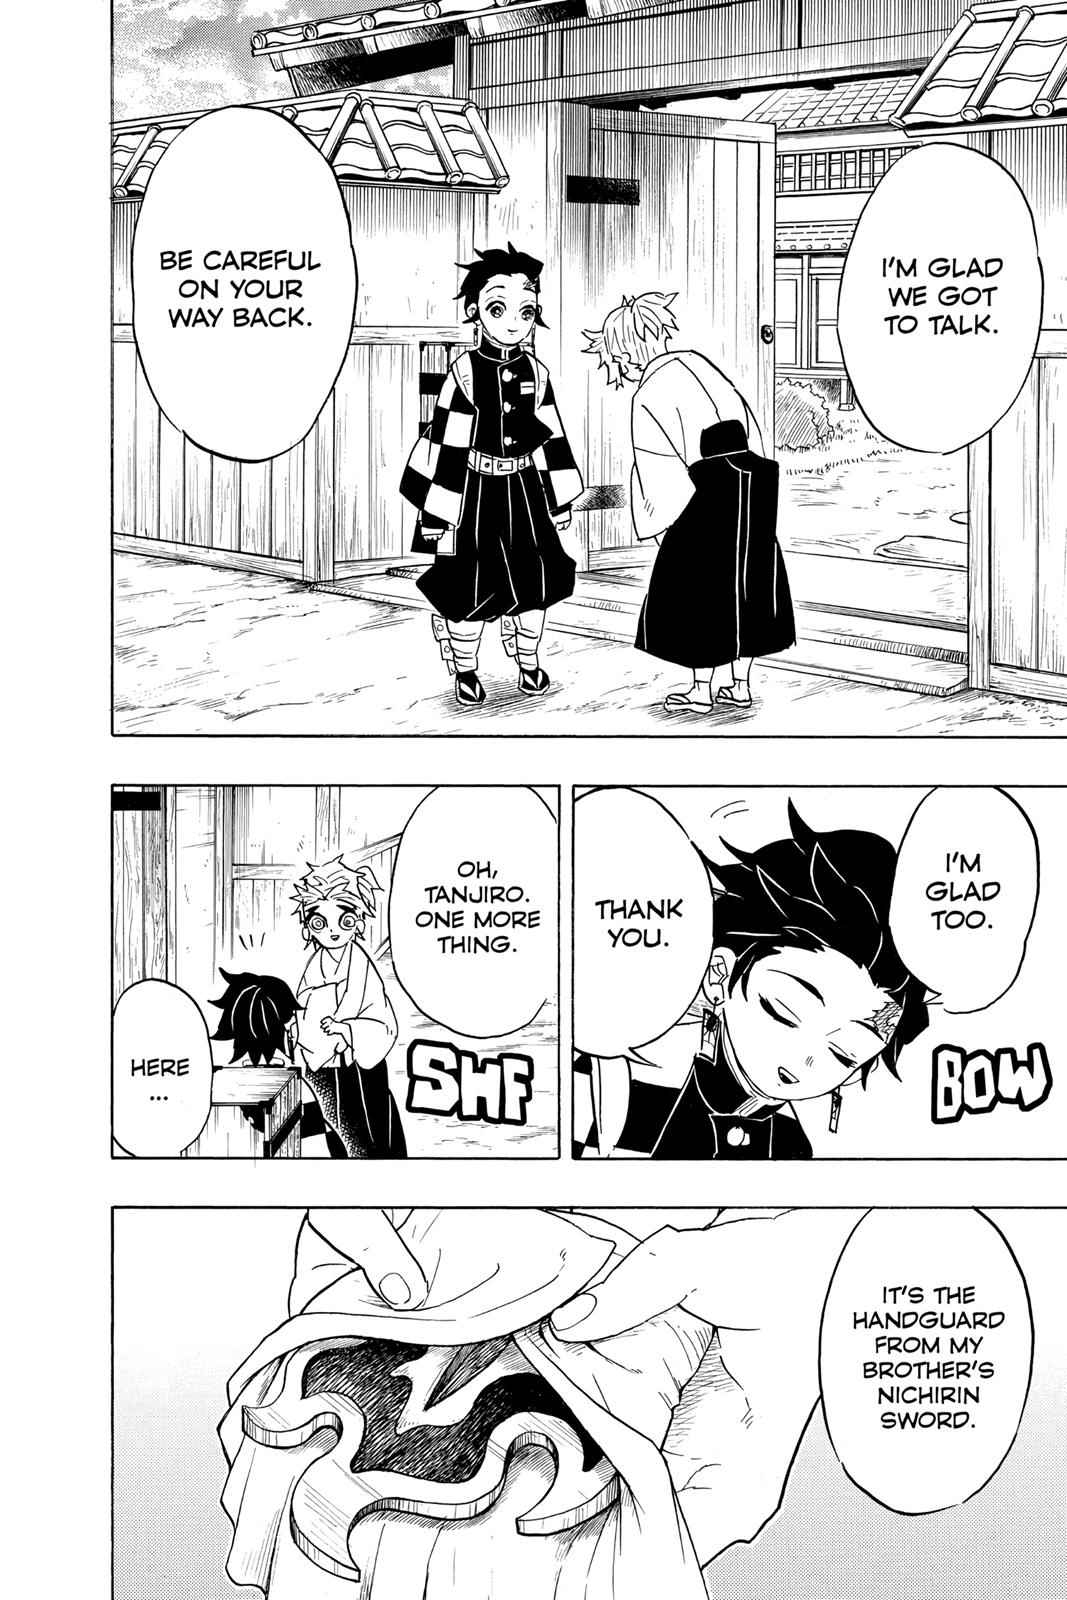 I'M GLAD
WE GOT
TO TALK.
BE CAREFUL
ON YOUR
WAY BACK.
I'M
GLAD
TOO.
THANK
YOU.
BOW
OH,
TANJIRO.
ONE MORE
THING.
SHF
HERE
...
IT'S THE
HANDGUARD
FROM MY
BROTHER'S
NICHIRIN
SWORD.